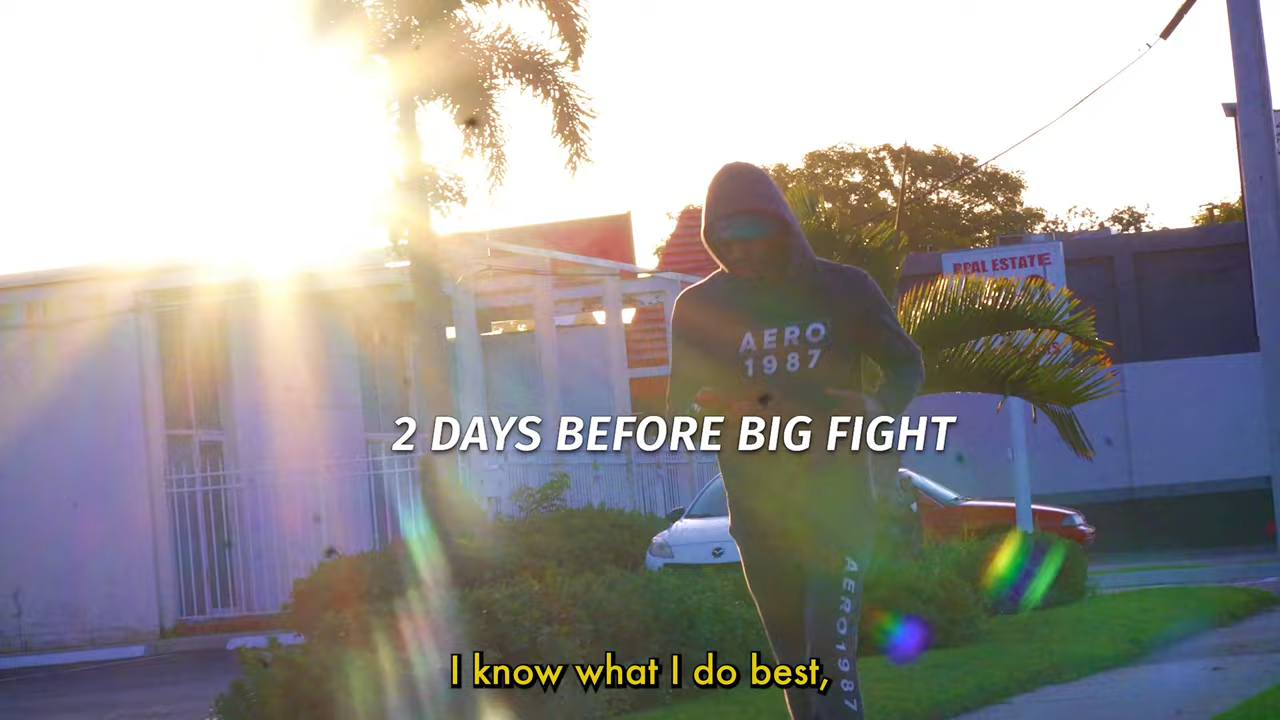 REAL ESTATE
AERO
1987
2 DAYS BEFORE BIG FIGHT
AERO1987
I know what I do best,